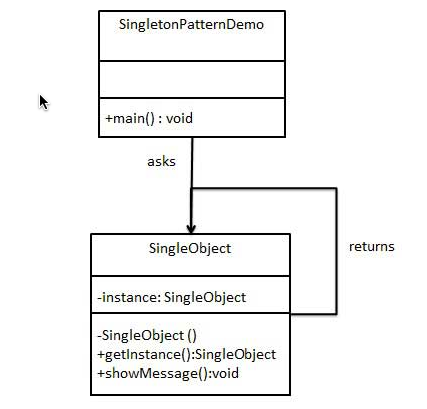 SingletonPatternDemo
+main() : void
asks
SingleObject
returns
-instance: SingleObject
-SingleObject ()
+getInstance():SingleObject
+showMessage():void